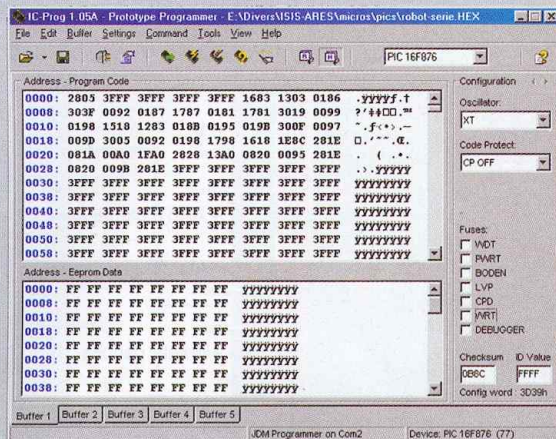 IC-Prog 1.05A - Prototype Programmer - E:\Divers\ISIS-ARES\micros\pics\robot-serie.HEX
File Edit Buffer Settings Command Tools View Help
PIC 16F876
Address - Program Code
0000: 2805 3FFF 3FFF 3FFF 3FFF 1683 1303 0186 .ÿÿÿÿƒ.†
0008: 303F 0092 0187 1787 0181 1781 3019 0099
0010: 0198 1518 1283 018B 0195 019B 300F 0097
0018: 009D 3005 0092 0198 1798 1618 1E8C 281E
0020: 081A 00A0 1FA0 2828 13A0 0820 0095 281E
0028: 0820 009B 281E 3FFF 3FFF 3FFF 3FFF 3FFF .›.ÿÿÿÿÿ
0030: 3FFF 3FFF 3FFF 3FFF 3FFF 3FFF 3FFF 3FFF ÿÿÿÿÿÿÿÿ
0038: 3FFF 3FFF 3FFF 3FFF 3FFF 3FFF 3FFF 3FFF ÿÿÿÿÿÿÿÿ
0040: 3FFF 3FFF 3FFF 3FFF 3FFF 3FFF 3FFF 3FFF ÿÿÿÿÿÿÿÿ
0048: 3FFF 3FFF 3FFF 3FFF 3FFF 3FFF 3FFF 3FFF ÿÿÿÿÿÿÿÿ
0050: 3FFF 3FFF 3FFF 3FFF 3FFF 3FFF 3FFF 3FFF ÿÿÿÿÿÿÿÿ
0058: 3FFF 3FFF 3FFF 3FFF 3FFF 3FFF 3FFF 3FFF ÿÿÿÿÿÿÿÿ
Address - Eeprom Data
0000: FF FF FF FF FF FF FF FF ÿÿÿÿÿÿÿÿ
0008: FF FF FF FF FF FF FF FF ÿÿÿÿÿÿÿÿ
0010: FF FF FF FF FF FF FF FF ÿÿÿÿÿÿÿÿ
0018: FF FF FF FF FF FF FF FF ÿÿÿÿÿÿÿÿ
0020: FF FF FF FF FF FF FF FF ÿÿÿÿÿÿÿÿ
0028: FF FF FF FF FF FF FF FF ÿÿÿÿÿÿÿÿ
0030: FF FF FF FF FF FF FF FF ÿÿÿÿÿÿÿÿ
0038: FF FF FF FF FF FF FF FF ÿÿÿÿÿÿÿÿ
Configuration
Oscillator:
XT
Code Protect:
CP OFF
Fuses:
WDT
PWRT
BODEN
LVP
CPD
WRT
DEBUGGER
Checksum ID Value
0B6C FFFF
Config word : 3D39h
Buffer 1 Buffer 2 Buffer 3 Buffer 4 Buffer 5
JDM Programmer on Com2 Device: PIC 16F876 (77)